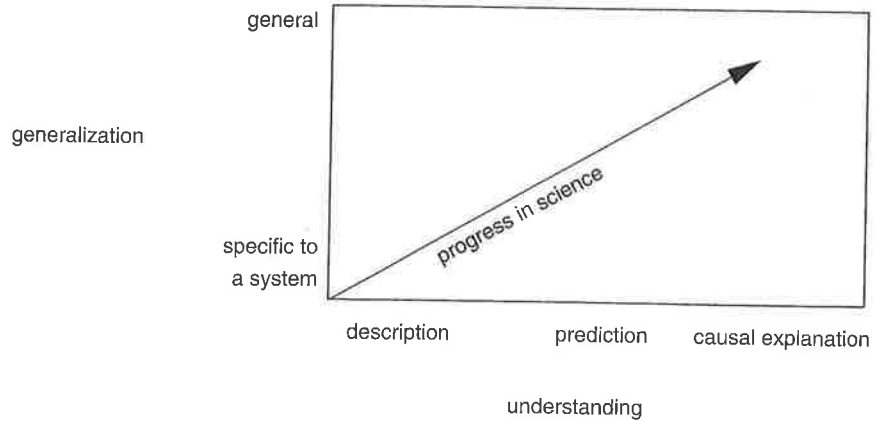 general
generalization
progress in science
specific to
a system
description prediction causal explanation
understanding